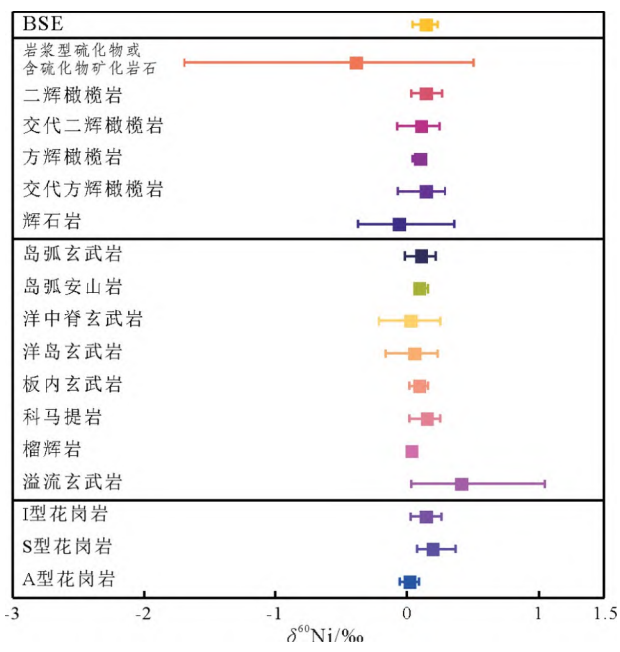 BSE
岩浆型硫化物或
含硫化物矿化岩石
二辉橄榄岩
交代二辉橄榄岩
方辉橄榄岩
交代方辉橄榄岩
辉石岩
岛弧玄武岩
岛弧安山岩
洋中脊玄武岩
洋岛玄武岩
板内玄武岩
科马提岩
榴辉岩
溢流玄武岩
I型花岗岩
S型花岗岩
A型花岗岩
-3 -2 -1 0 1 1.5
δ⁶⁰Ni/‰